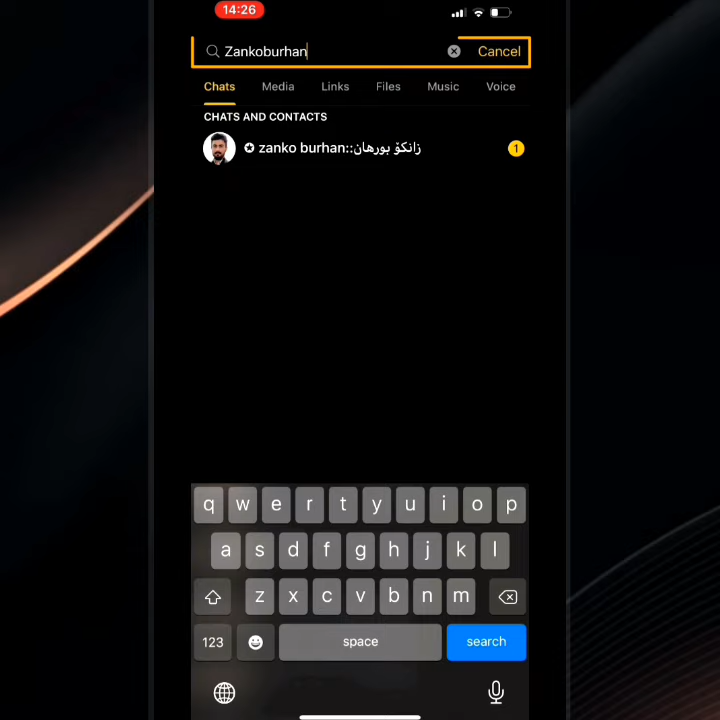 14:26
Zankoburhan
Cancel
Chats Media Links Files Music Voice
CHATS AND CONTACTS
✪ zanko burhan::زانکۆ بورهان
1
q w e r t y u i o p
a s d f g h j k l
z x c v b n m
123 space search